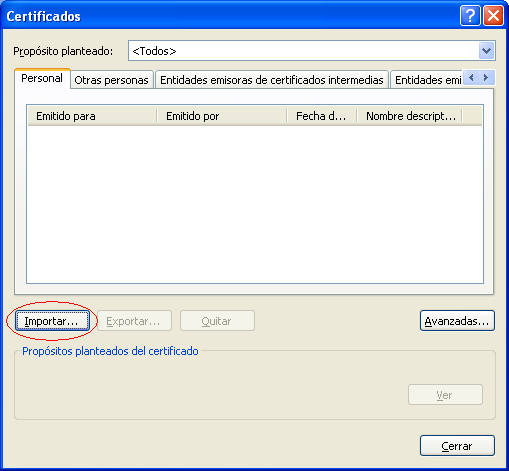 Certificados
Propósito planteado: <Todos>
Personal Otras personas Entidades emisoras de certificados intermedias Entidades emi
Emitido para Emitido por Fecha d... Nombre descript...
Importar... Exportar... Quitar Avanzadas...
Propósitos planteados del certificado
Ver
Cerrar